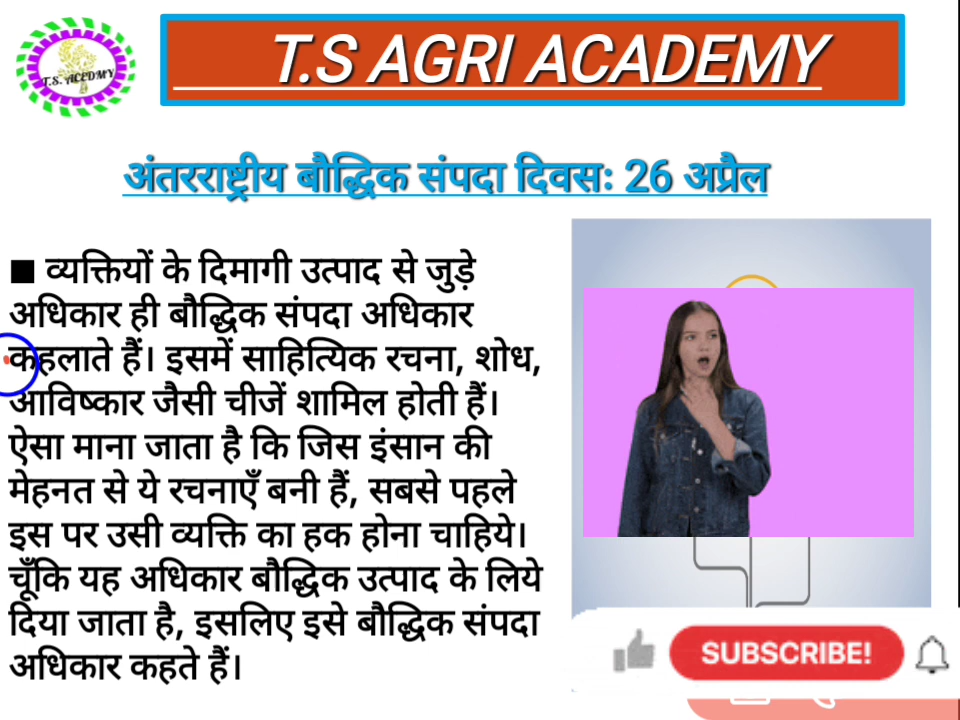 T.S. ACEDMY
T.S AGRI ACADEMY
अंतरराष्ट्रीय बौद्धिक संपदा दिवसः 26 अप्रैल
■ व्यक्तियों के दिमागी उत्पाद से जुड़े
अधिकार ही बौद्धिक संपदा अधिकार
कहलाते हैं। इसमें साहित्यिक रचना, शोध,
आविष्कार जैसी चीजें शामिल होती हैं।
ऐसा माना जाता है कि जिस इंसान की
मेहनत से ये रचनाएँ बनी हैं, सबसे पहले
इस पर उसी व्यक्ति का हक होना चाहिये।
चूँकि यह अधिकार बौद्धिक उत्पाद के लिये
दिया जाता है, इसलिए इसे बौद्धिक संपदा
अधिकार कहते हैं।
SUBSCRIBE!